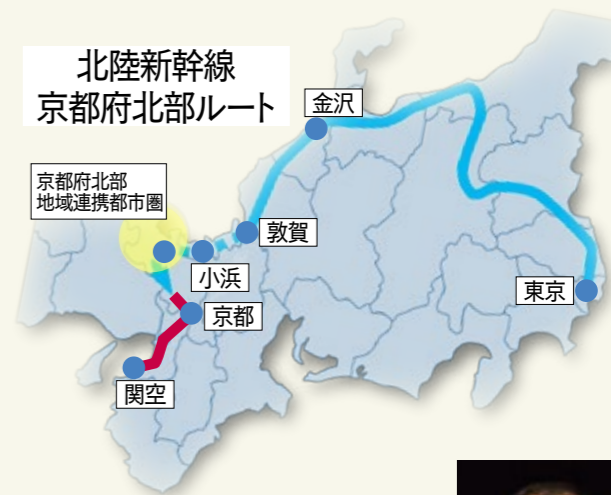 北陸新幹線
京都府北部ルート
金沢
京都府北部
地域連携都市圏
敦賀
小浜
東京
京都
関空